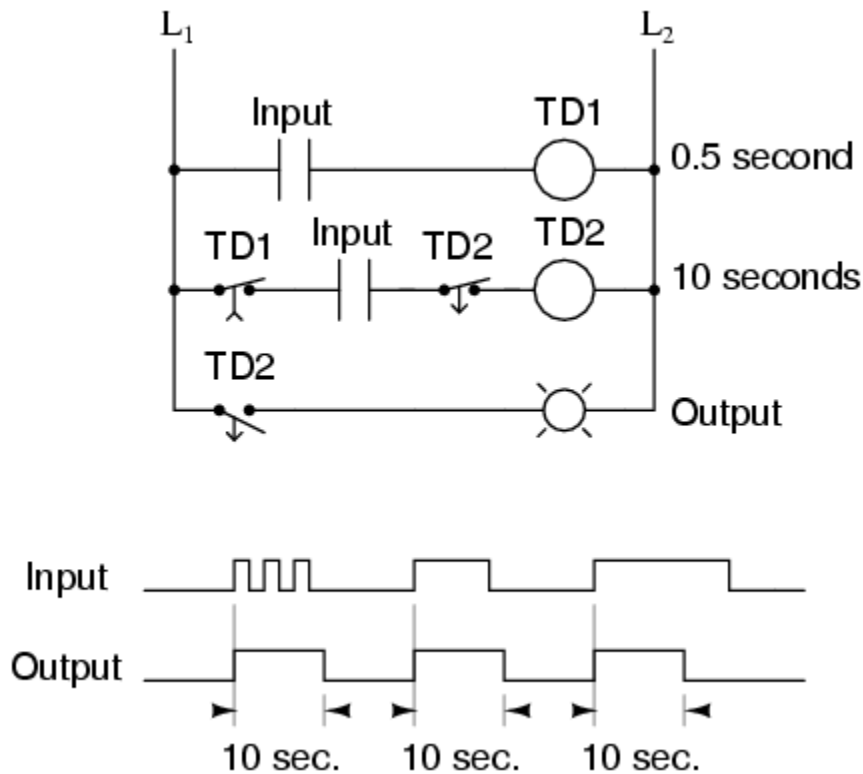 L1 L2
Input TD1
0.5 second
TD1 Input TD2 TD2
10 seconds
TD2
Output
Input
Output
10 sec. 10 sec. 10 sec.